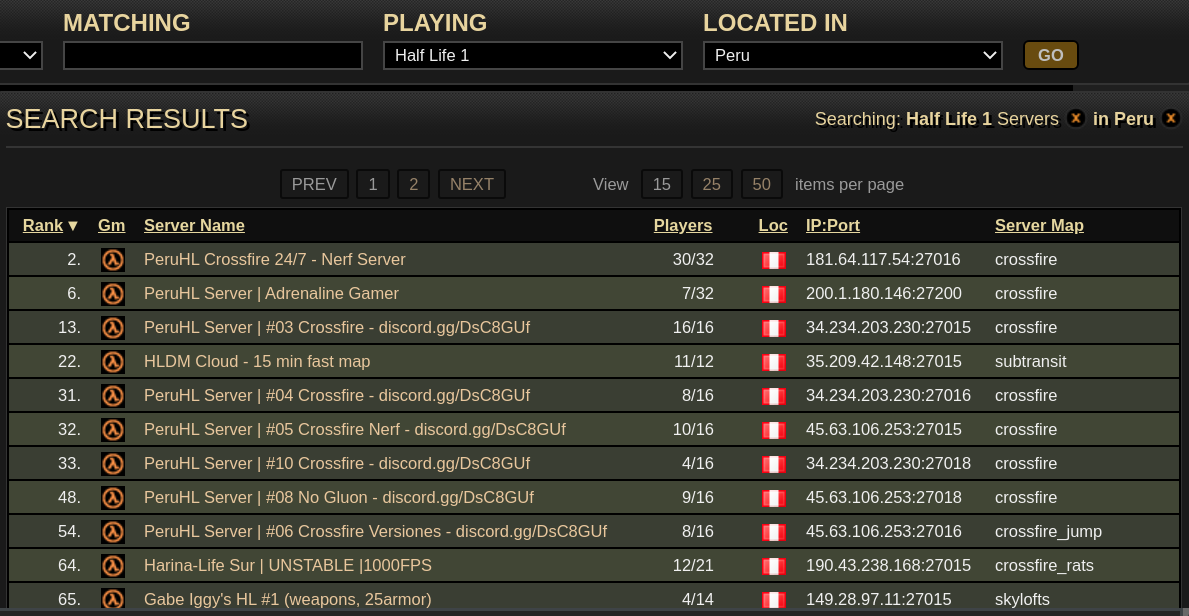 MATCHING PLAYING LOCATED IN
Half Life 1 Peru GO
SEARCH RESULTS Searching: Half Life 1 Servers x in Peru x
PREV 1 2 NEXT View 15 25 50 items per page
Rank ▼ Gm Server Name Players Loc IP:Port Server Map
2. PeruHL Crossfire 24/7 - Nerf Server 30/32 181.64.117.54:27016 crossfire
6. PeruHL Server | Adrenaline Gamer 7/32 200.1.180.146:27200 crossfire
13. PeruHL Server | #03 Crossfire - discord.gg/DsC8GUf 16/16 34.234.203.230:27015 crossfire
22. HLDM Cloud - 15 min fast map 11/12 35.209.42.148:27015 subtransit
31. PeruHL Server | #04 Crossfire - discord.gg/DsC8GUf 8/16 34.234.203.230:27016 crossfire
32. PeruHL Server | #05 Crossfire Nerf - discord.gg/DsC8GUf 10/16 45.63.106.253:27015 crossfire
33. PeruHL Server | #10 Crossfire - discord.gg/DsC8GUf 4/16 34.234.203.230:27018 crossfire
48. PeruHL Server | #08 No Gluon - discord.gg/DsC8GUf 9/16 45.63.106.253:27018 crossfire
54. PeruHL Server | #06 Crossfire Versiones - discord.gg/DsC8GUf 8/16 45.63.106.253:27016 crossfire_jump
64. Harina-Life Sur | UNSTABLE |1000FPS 12/21 190.43.238.168:27015 crossfire_rats
65. Gabe Iggy's HL #1 (weapons, 25armor) 4/14 149.28.97.11:27015 skylofts